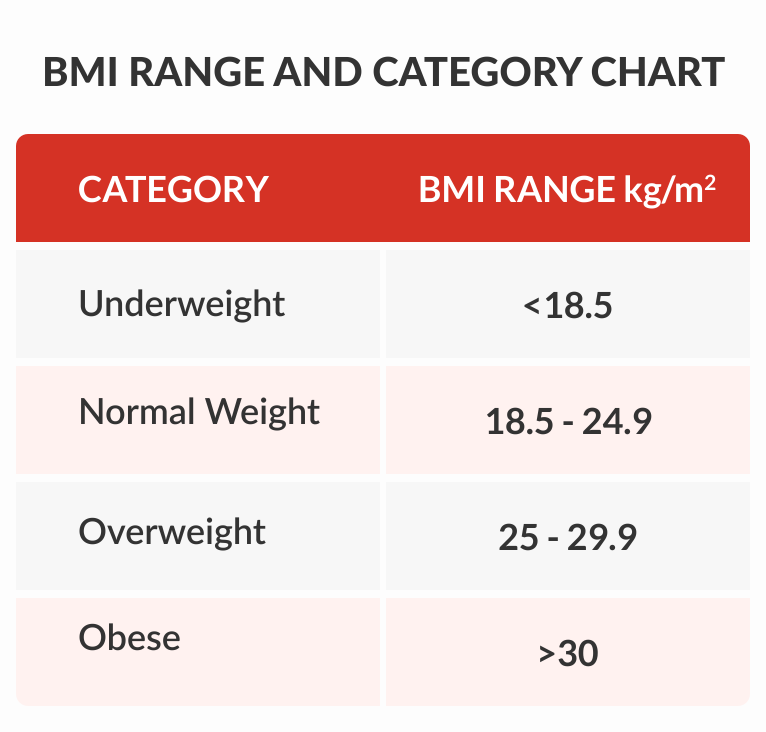 BMI RANGE AND CATEGORY CHART
CATEGORY BMI RANGE kg/m²
Underweight <18.5
Normal Weight 18.5 - 24.9
Overweight 25 - 29.9
Obese >30